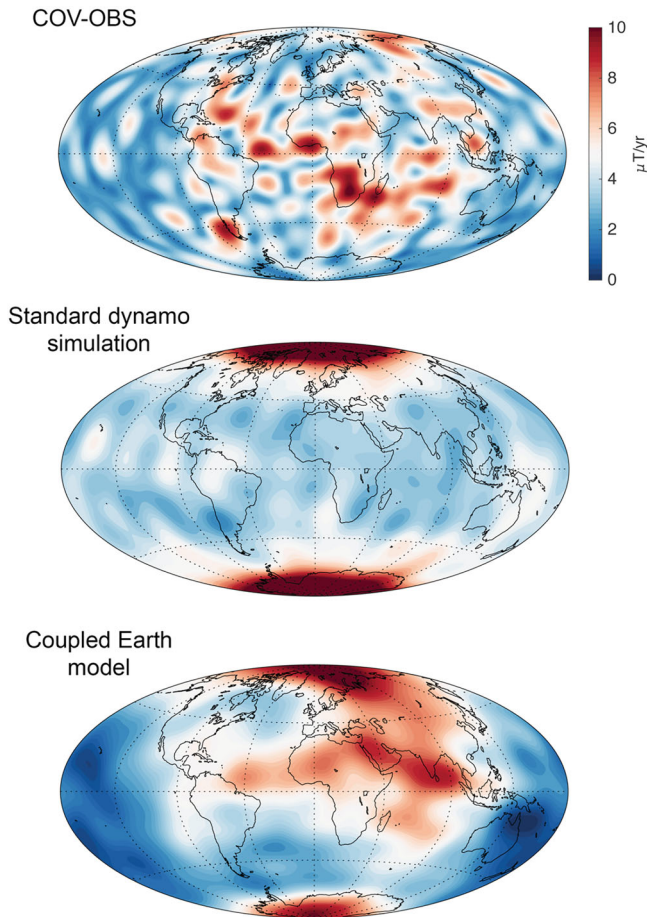 COV-OBS
10
8
6
4
2
0
μT/yr
Standard dynamo
simulation
Coupled Earth
model